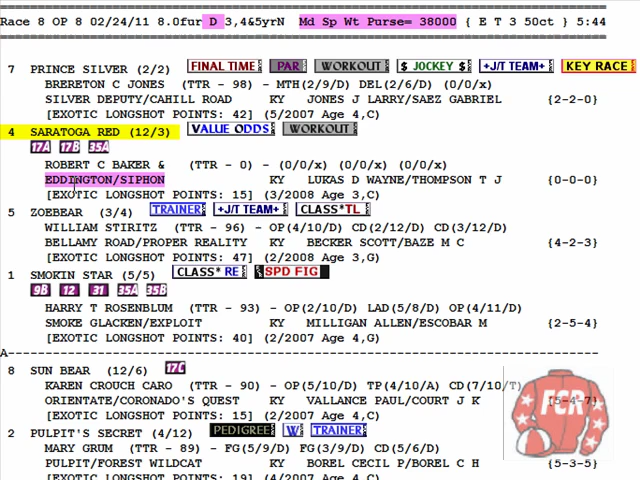 Race 8 OP 8 02/24/11 8.0fur D 3,4&5yrN Md Sp Wt Purse= 38000 { E T 3 50ct } 5:44
7 PRINCE SILVER (2/2) FINAL TIME PAR WORKOUT $ JOCKEY $ +J/T TEAM+ KEY RACE
BRERETON C JONES (TTR - 98) - MTH(2/9/D) DEL(2/6/D) (0/0/x)
SILVER DEPUTY/CAHILL ROAD KY JONES J LARRY/SAEZ GABRIEL {2-2-0}
[EXOTIC LONGSHOT POINTS: 42] (5/2007 Age 4,C)
4 SARATOGA RED (12/3) VALUE ODDS WORKOUT
17A 17B 35A
ROBERT C BAKER & (TTR - 0) - (0/0/x) (0/0/x) (0/0/x)
EDDINGTON/SIPHON KY LUKAS D WAYNE/THOMPSON T J {0-0-0}
[EXOTIC LONGSHOT POINTS: 15] (3/2008 Age 3,C)
5 ZOEBEAR (3/4) TRAINER +J/T TEAM+ CLASS*TL
WILLIAM STIRITZ (TTR - 96) - OP(4/10/D) CD(2/12/D) CD(3/12/D)
BELLAMY ROAD/PROPER REALITY KY BECKER SCOTT/BAZE M C {4-2-3}
[EXOTIC LONGSHOT POINTS: 47] (2/2008 Age 3,G)
1 SMOKIN STAR (5/5) CLASS* RE SPD FIG
9B 12 31 35A 35B
HARRY T ROSENBLUM (TTR - 93) - OP(2/10/D) LAD(5/8/D) OP(4/11/D)
SMOKE GLACKEN/EXPLOIT KY MILLIGAN ALLEN/ESCOBAR M {2-5-4}
[EXOTIC LONGSHOT POINTS: 40] (2/2007 Age 4,G)
A
8 SUN BEAR (12/6) 17C
KAREN CROUCH CARO (TTR - 90) - OP(5/10/D) TP(4/10/A) CD(7/10/T)
ORIENTATE/CORONADO'S QUEST KY VALLANCE PAUL/COURT J K {5-4-7}
[EXOTIC LONGSHOT POINTS: 15] (2/2007 Age 4,C)
FCR
2 PULPIT'S SECRET (4/12) PEDIGREE W TRAINER
MARY GRUM (TTR - 89) - FG(5/9/D) FG(3/9/D) CD(5/6/D)
PULPIT/FOREST WILDCAT KY BOREL CECIL P/BOREL C H {5-3-5}
[EXOTIC LONGSHOT POINTS: 19] (4/2007 Age 4,C)